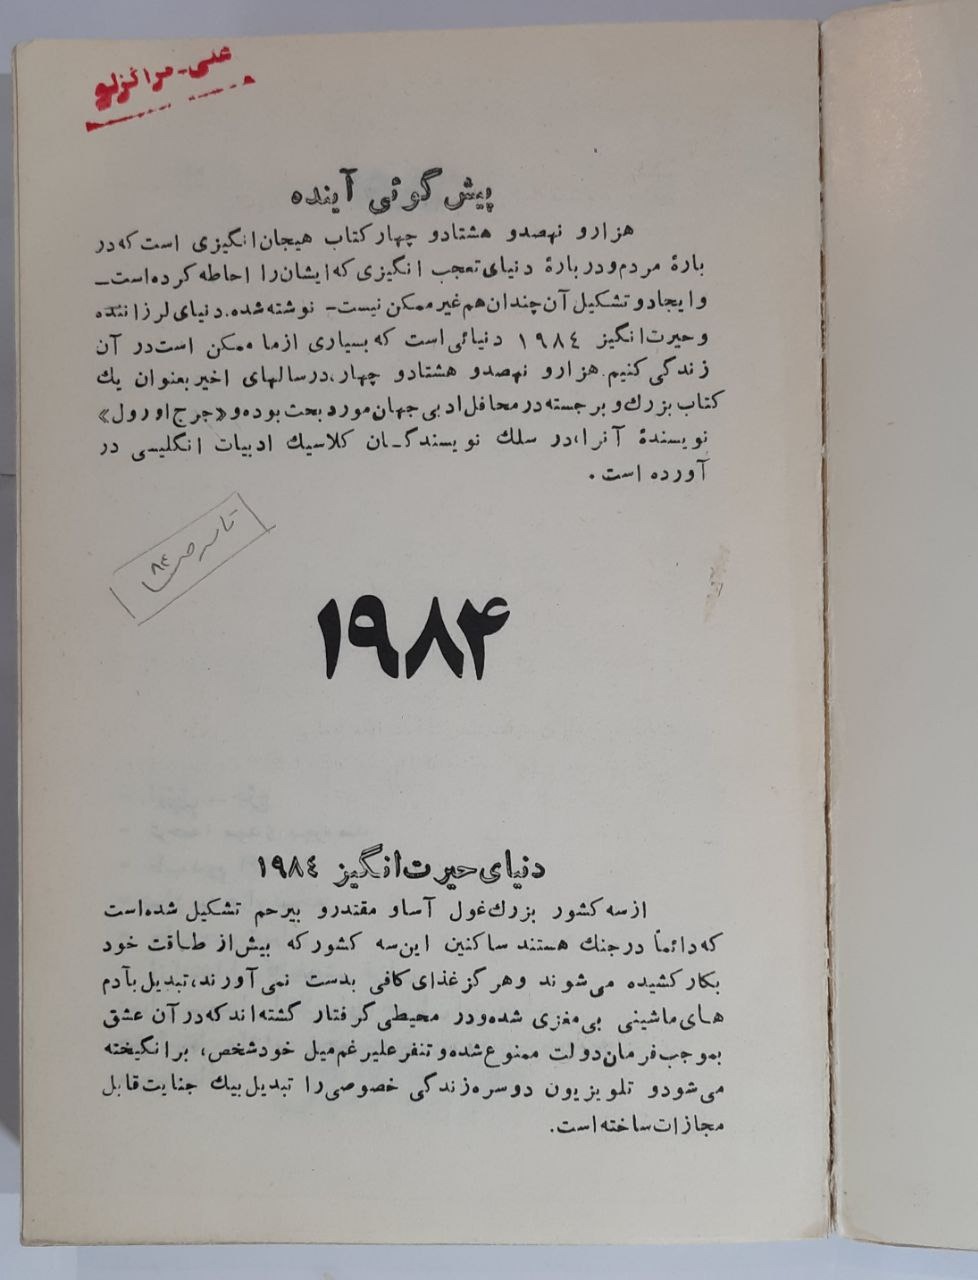 علی - قراگزلو
پیش گوئی آینده
هزارو نهصدو هشتادو چهار کتاب هیجان انگیزی است که در
بارهٔ مردم و در بارهٔ دنیای تعجب انگیزی که ایشان را احاطه کرده است-
و ایجاد و تشکیل آن چندان هم غیر ممکن نیست- نوشته شده. دنیای لرزاننده
و حیرت انگیز ۱۹۸٤ دنیائی است که بسیاری از ما ممکن است در آن
زندگی کنیم. هزارو نهصدو هشتادو چهار، در سالهای اخیر بعنوان یك
کتاب بزرك و برجسته در محافل ادبی جهان مورد بحث بوده و «جرج اورول»
نویسندهٔ آنرا، در سلك نویسندگـان کلاسیك ادبیات انگلیسی در
آورده است.
۱۹۸۴
دنیای حیرت انگیز ۱۹۸٤
از سه کشور بزرك غول آسا و مقتدر و بیرحم تشکیل شده است
که دائماً در جنك هستند ساکنین این سه کشور که بیش از طـاقت خود
بکار کشیده می شوند و هرگز غذای کافی بدست نمی آورند، تبدیل بآدم
هـای ماشینی بی مغزی شده و در محیطی گرفتار گشته اند که در آن عشق
بموجب فرمان دولت ممنوع شده و تنفر علیرغم میل خود شخص، برانگیخته
می شود و تلویزیون دو سره زندگی خصوصی را تبدیل بیك جنایت قابل
مجازات ساخته است.